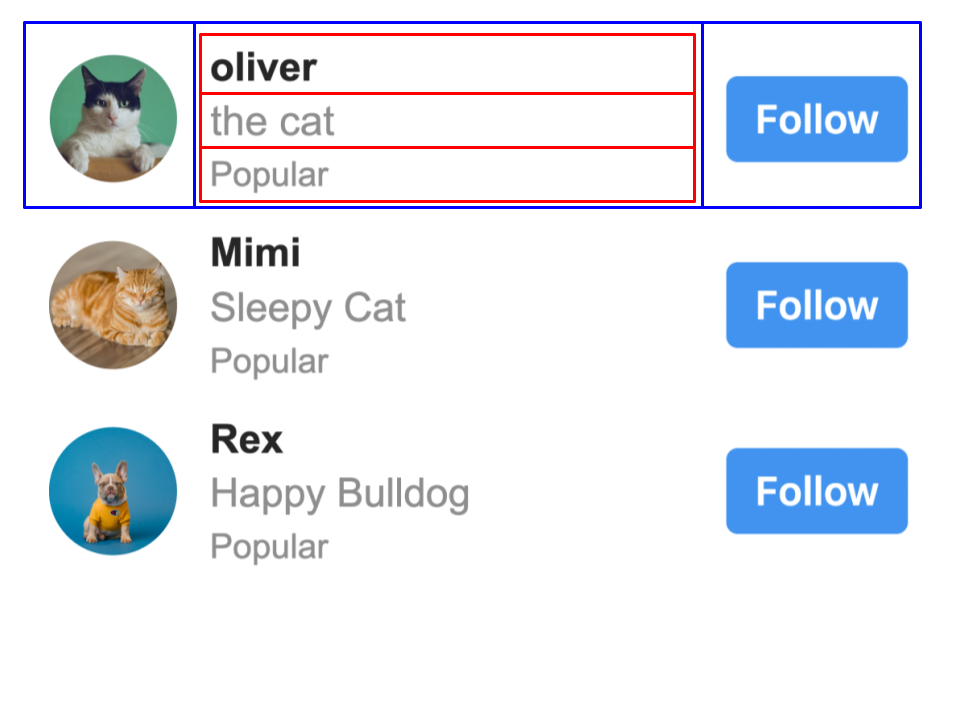 oliver
the cat
Popular
Follow
Mimi
Sleepy Cat
Popular
Follow
Rex
Happy Bulldog
Popular
Follow